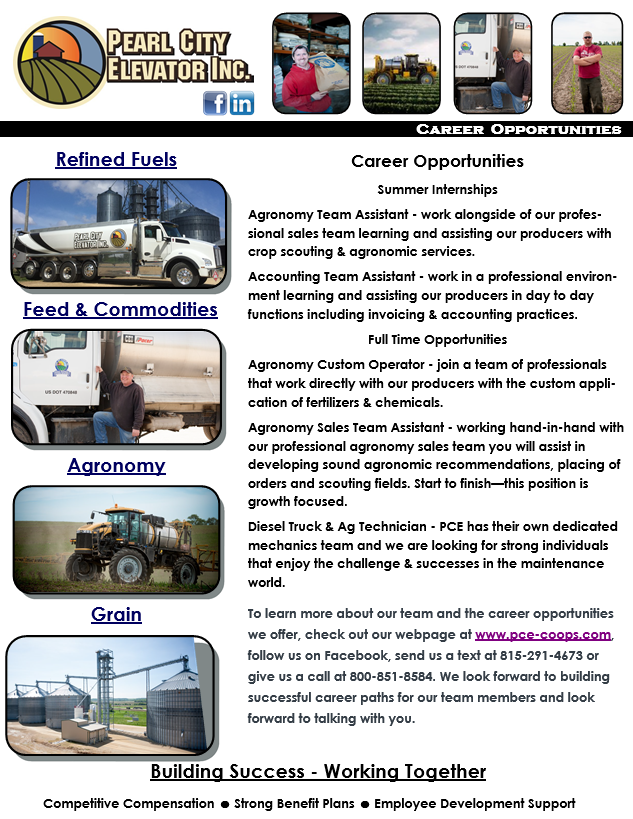 PEARL CITY
ELEVATOR INC.
f in
CAREER OPPORTUNITIES
Refined Fuels
PEARL CITY
ELEVATOR INC.
Feed & Commodities
US DOT 470840
Agronomy
Grain
Career Opportunities
Summer Internships
Agronomy Team Assistant - work alongside of our profes-
sional sales team learning and assisting our producers with
crop scouting & agronomic services.
Accounting Team Assistant - work in a professional environ-
ment learning and assisting our producers in day to day
functions including invoicing & accounting practices.
Full Time Opportunities
Agronomy Custom Operator - join a team of professionals
that work directly with our producers with the custom appli-
cation of fertilizers & chemicals.
Agronomy Sales Team Assistant - working hand-in-hand with
our professional agronomy sales team you will assist in
developing sound agronomic recommendations, placing of
orders and scouting fields. Start to finish—this position is
growth focused.
Diesel Truck & Ag Technician - PCE has their own dedicated
mechanics team and we are looking for strong individuals
that enjoy the challenge & successes in the maintenance
world.
To learn more about our team and the career opportunities
we offer, check out our webpage at www.pce-coops.com,
follow us on Facebook, send us a text at 815-291-4673 or
give us a call at 800-851-8584. We look forward to building
successful career paths for our team members and look
forward to talking with you.
Building Success - Working Together
Competitive Compensation ● Strong Benefit Plans ● Employee Development Support